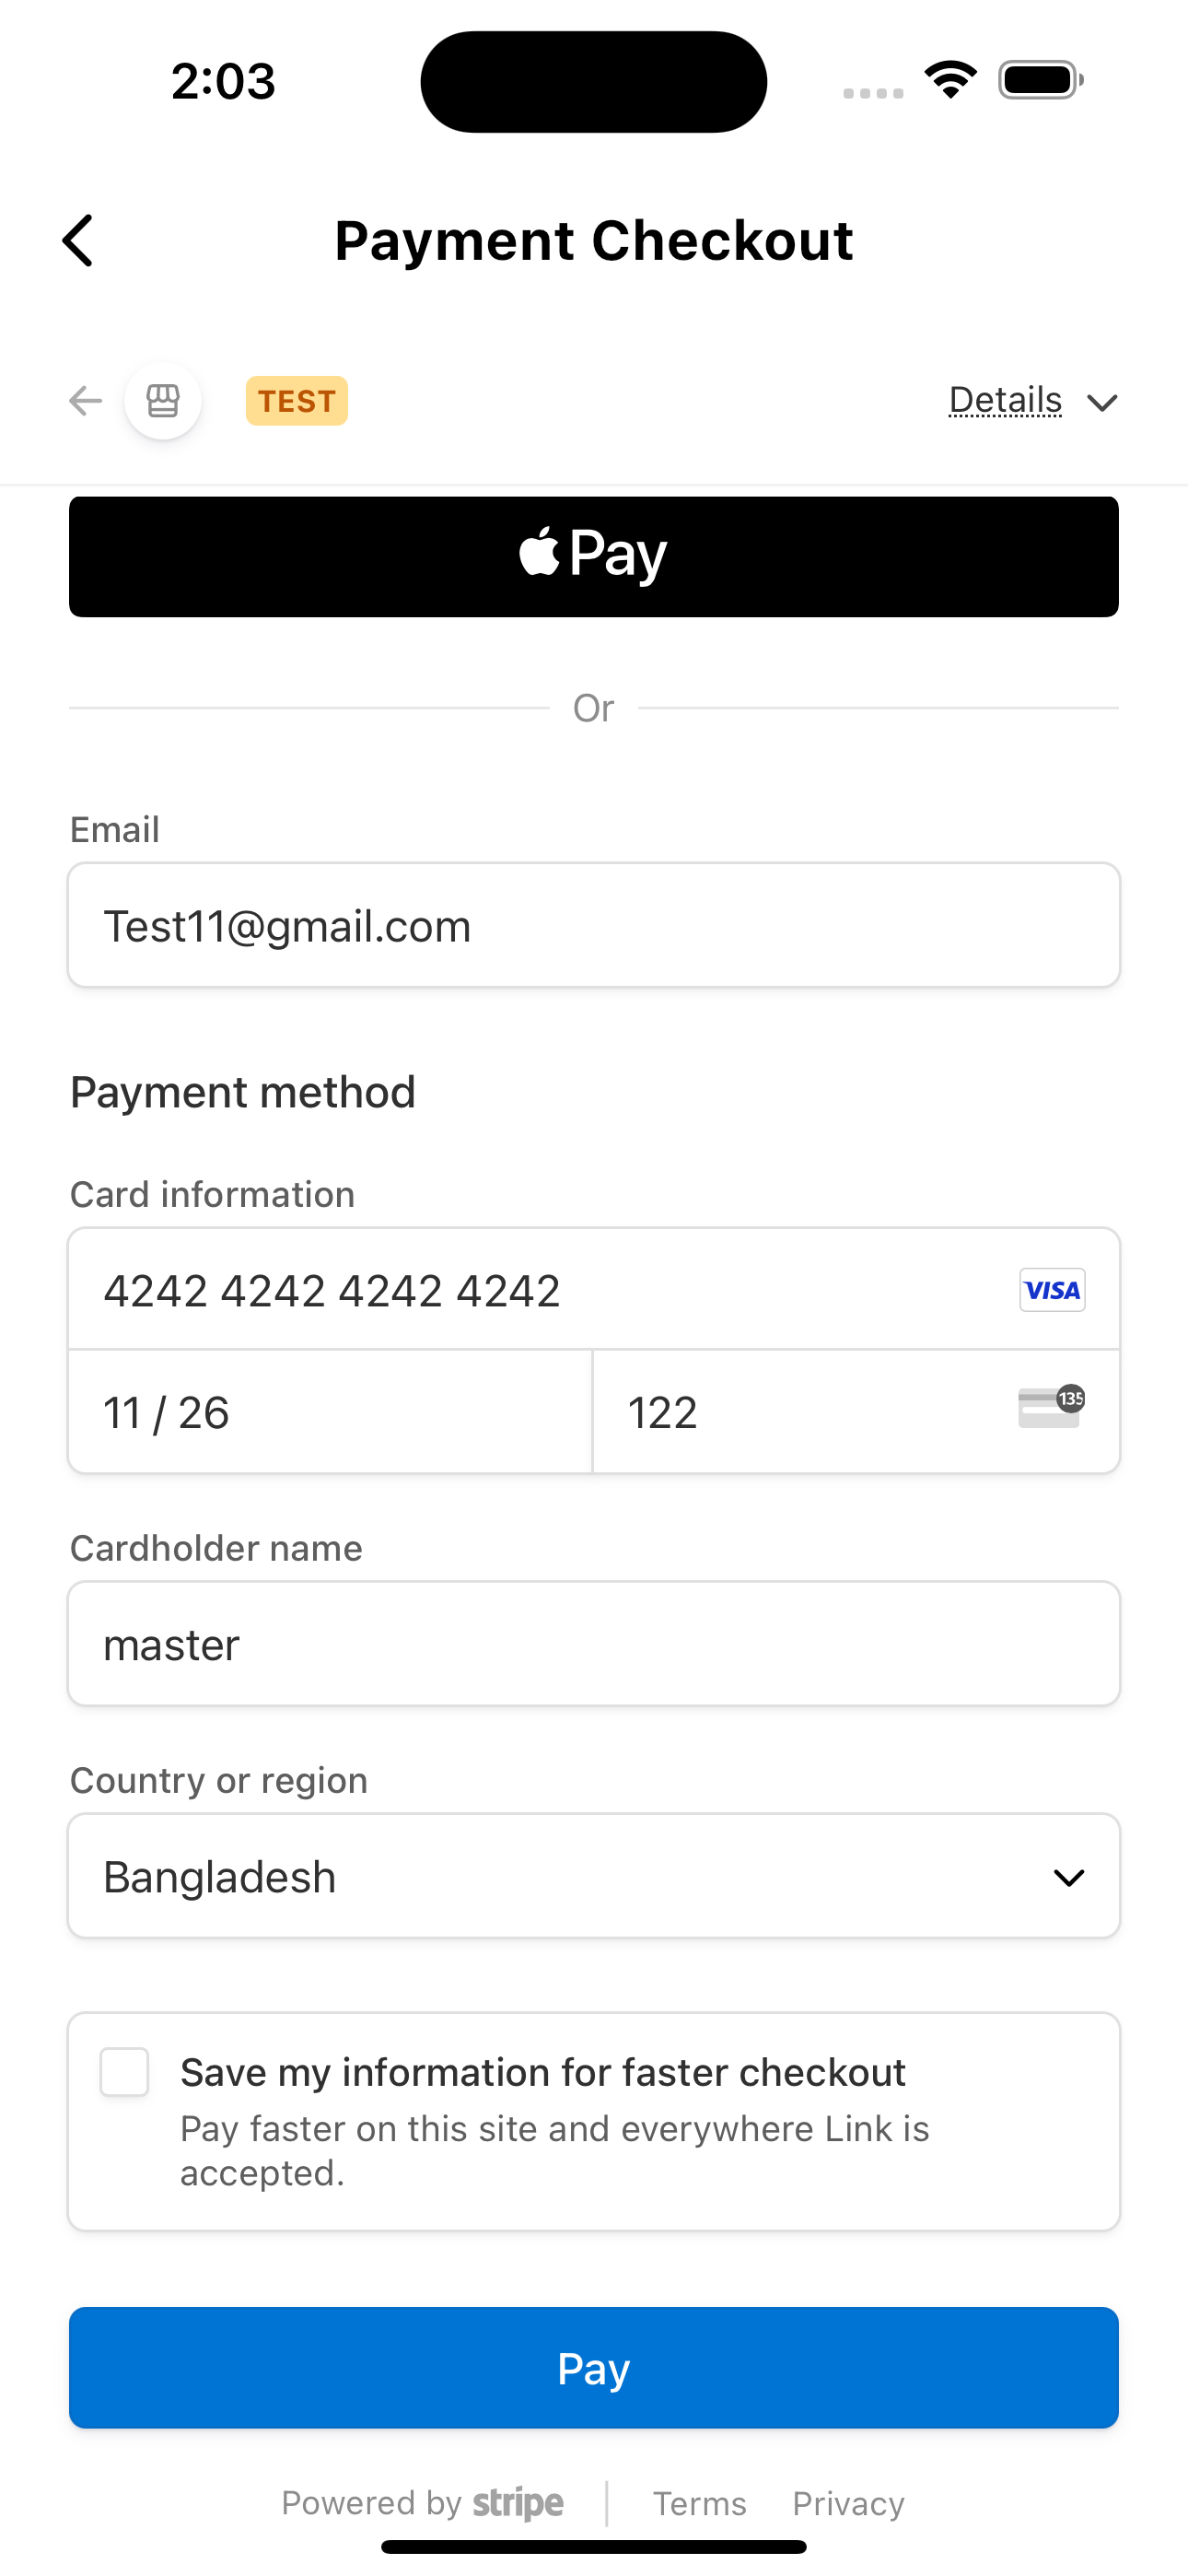 2:03
Payment Checkout
TEST
Details
Pay
Or
Email
Test11@gmail.com
Payment method
Card information
4242 4242 4242 4242
VISA
11 / 26
122
135
Cardholder name
master
Country or region
Bangladesh
Save my information for faster checkout
Pay faster on this site and everywhere Link is
accepted.
Pay
Powered by stripe
Terms
Privacy